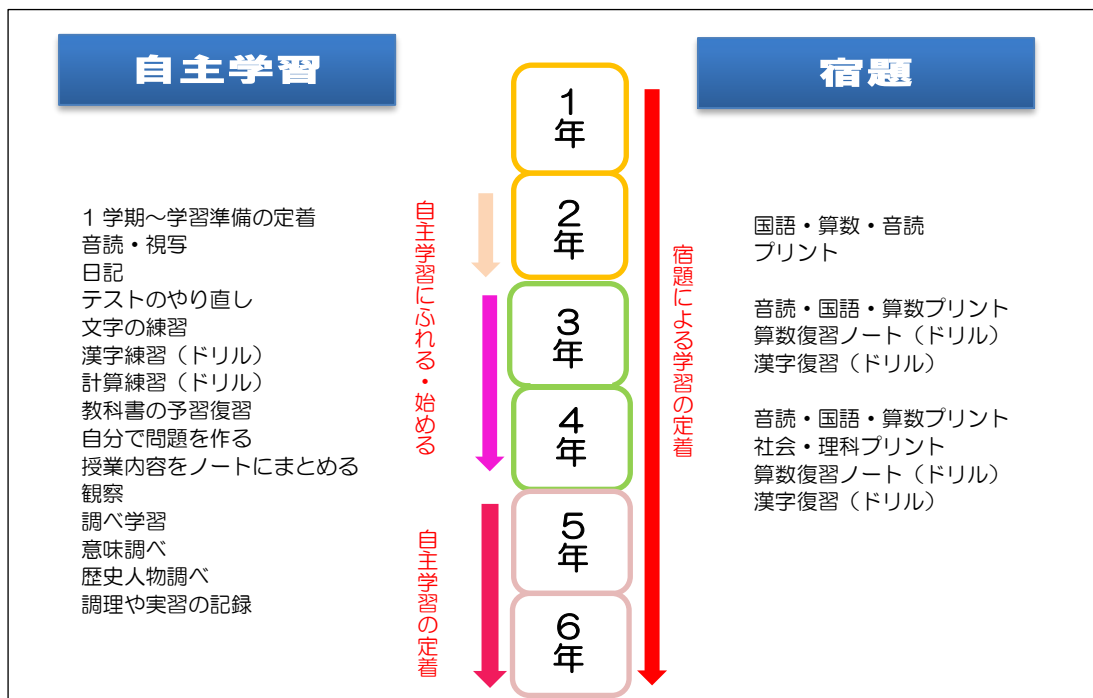 自主学習
1学期～学習準備の定着
音読・視写
日記
テストのやり直し
文字の練習
漢字練習（ドリル）
計算練習（ドリル）
教科書の予習復習
自分で問題を作る
授業内容をノートにまとめる
観察
調べ学習
意味調べ
歴史人物調べ
調理や実習の記録
自主学習にふれる・始める
自主学習の定着
1年
2年
3年
4年
5年
6年
宿題による学習の定着
宿題
国語・算数・音読
プリント
音読・国語・算数プリント
算数復習ノート（ドリル）
漢字復習（ドリル）
音読・国語・算数プリント
社会・理科プリント
算数復習ノート（ドリル）
漢字復習（ドリル）